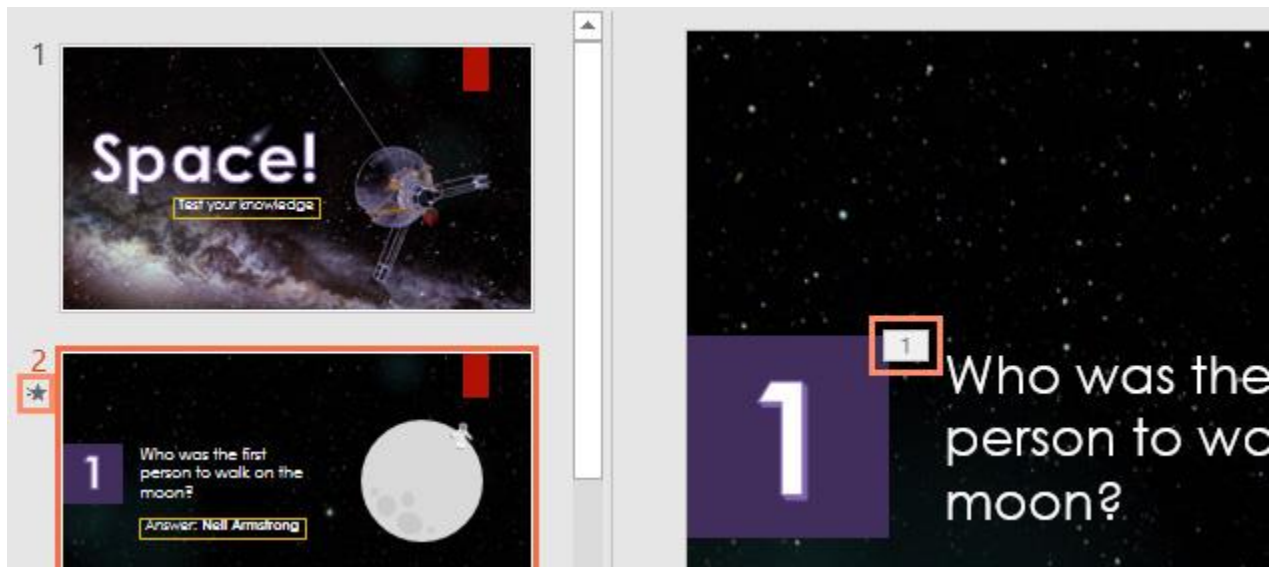 1
Space!
Test your knowledge
2
1
Who was the first
person to walk on the
moon?
Answer: Neil Armstrong
1
1
Who was the
person to wa
moon?